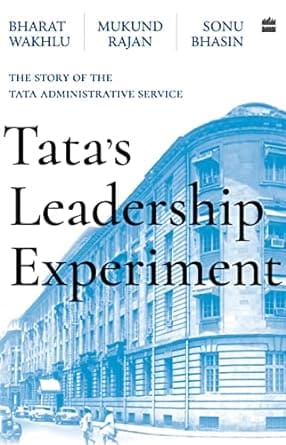 BHARAT WAKHLU
MUKUND RAJAN
SONU BHASIN
THE STORY OF THE
TATA ADMINISTRATIVE SERVICE
Tata's
Leadership
Experiment